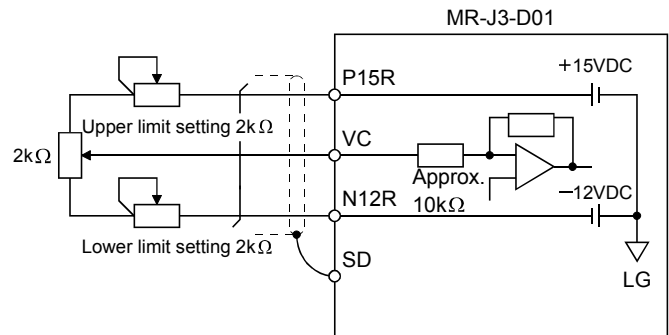 MR-J3-D01
P15R
+15VDC
Upper limit setting 2kΩ
VC
2kΩ
Approx.
10kΩ
N12R
−12VDC
Lower limit setting 2kΩ
SD
LG